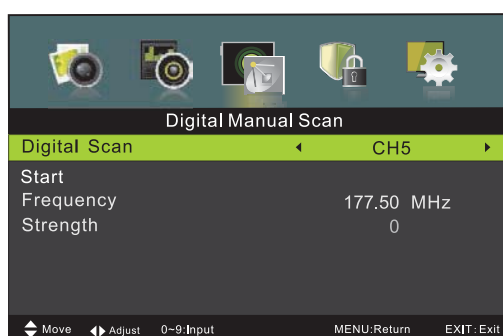 Digital Manual Scan
Digital Scan CH5
Start
Frequency 177.50 MHz
Strength 0
Move Adjust 0~9:Input MENU:Return EXIT:Exit